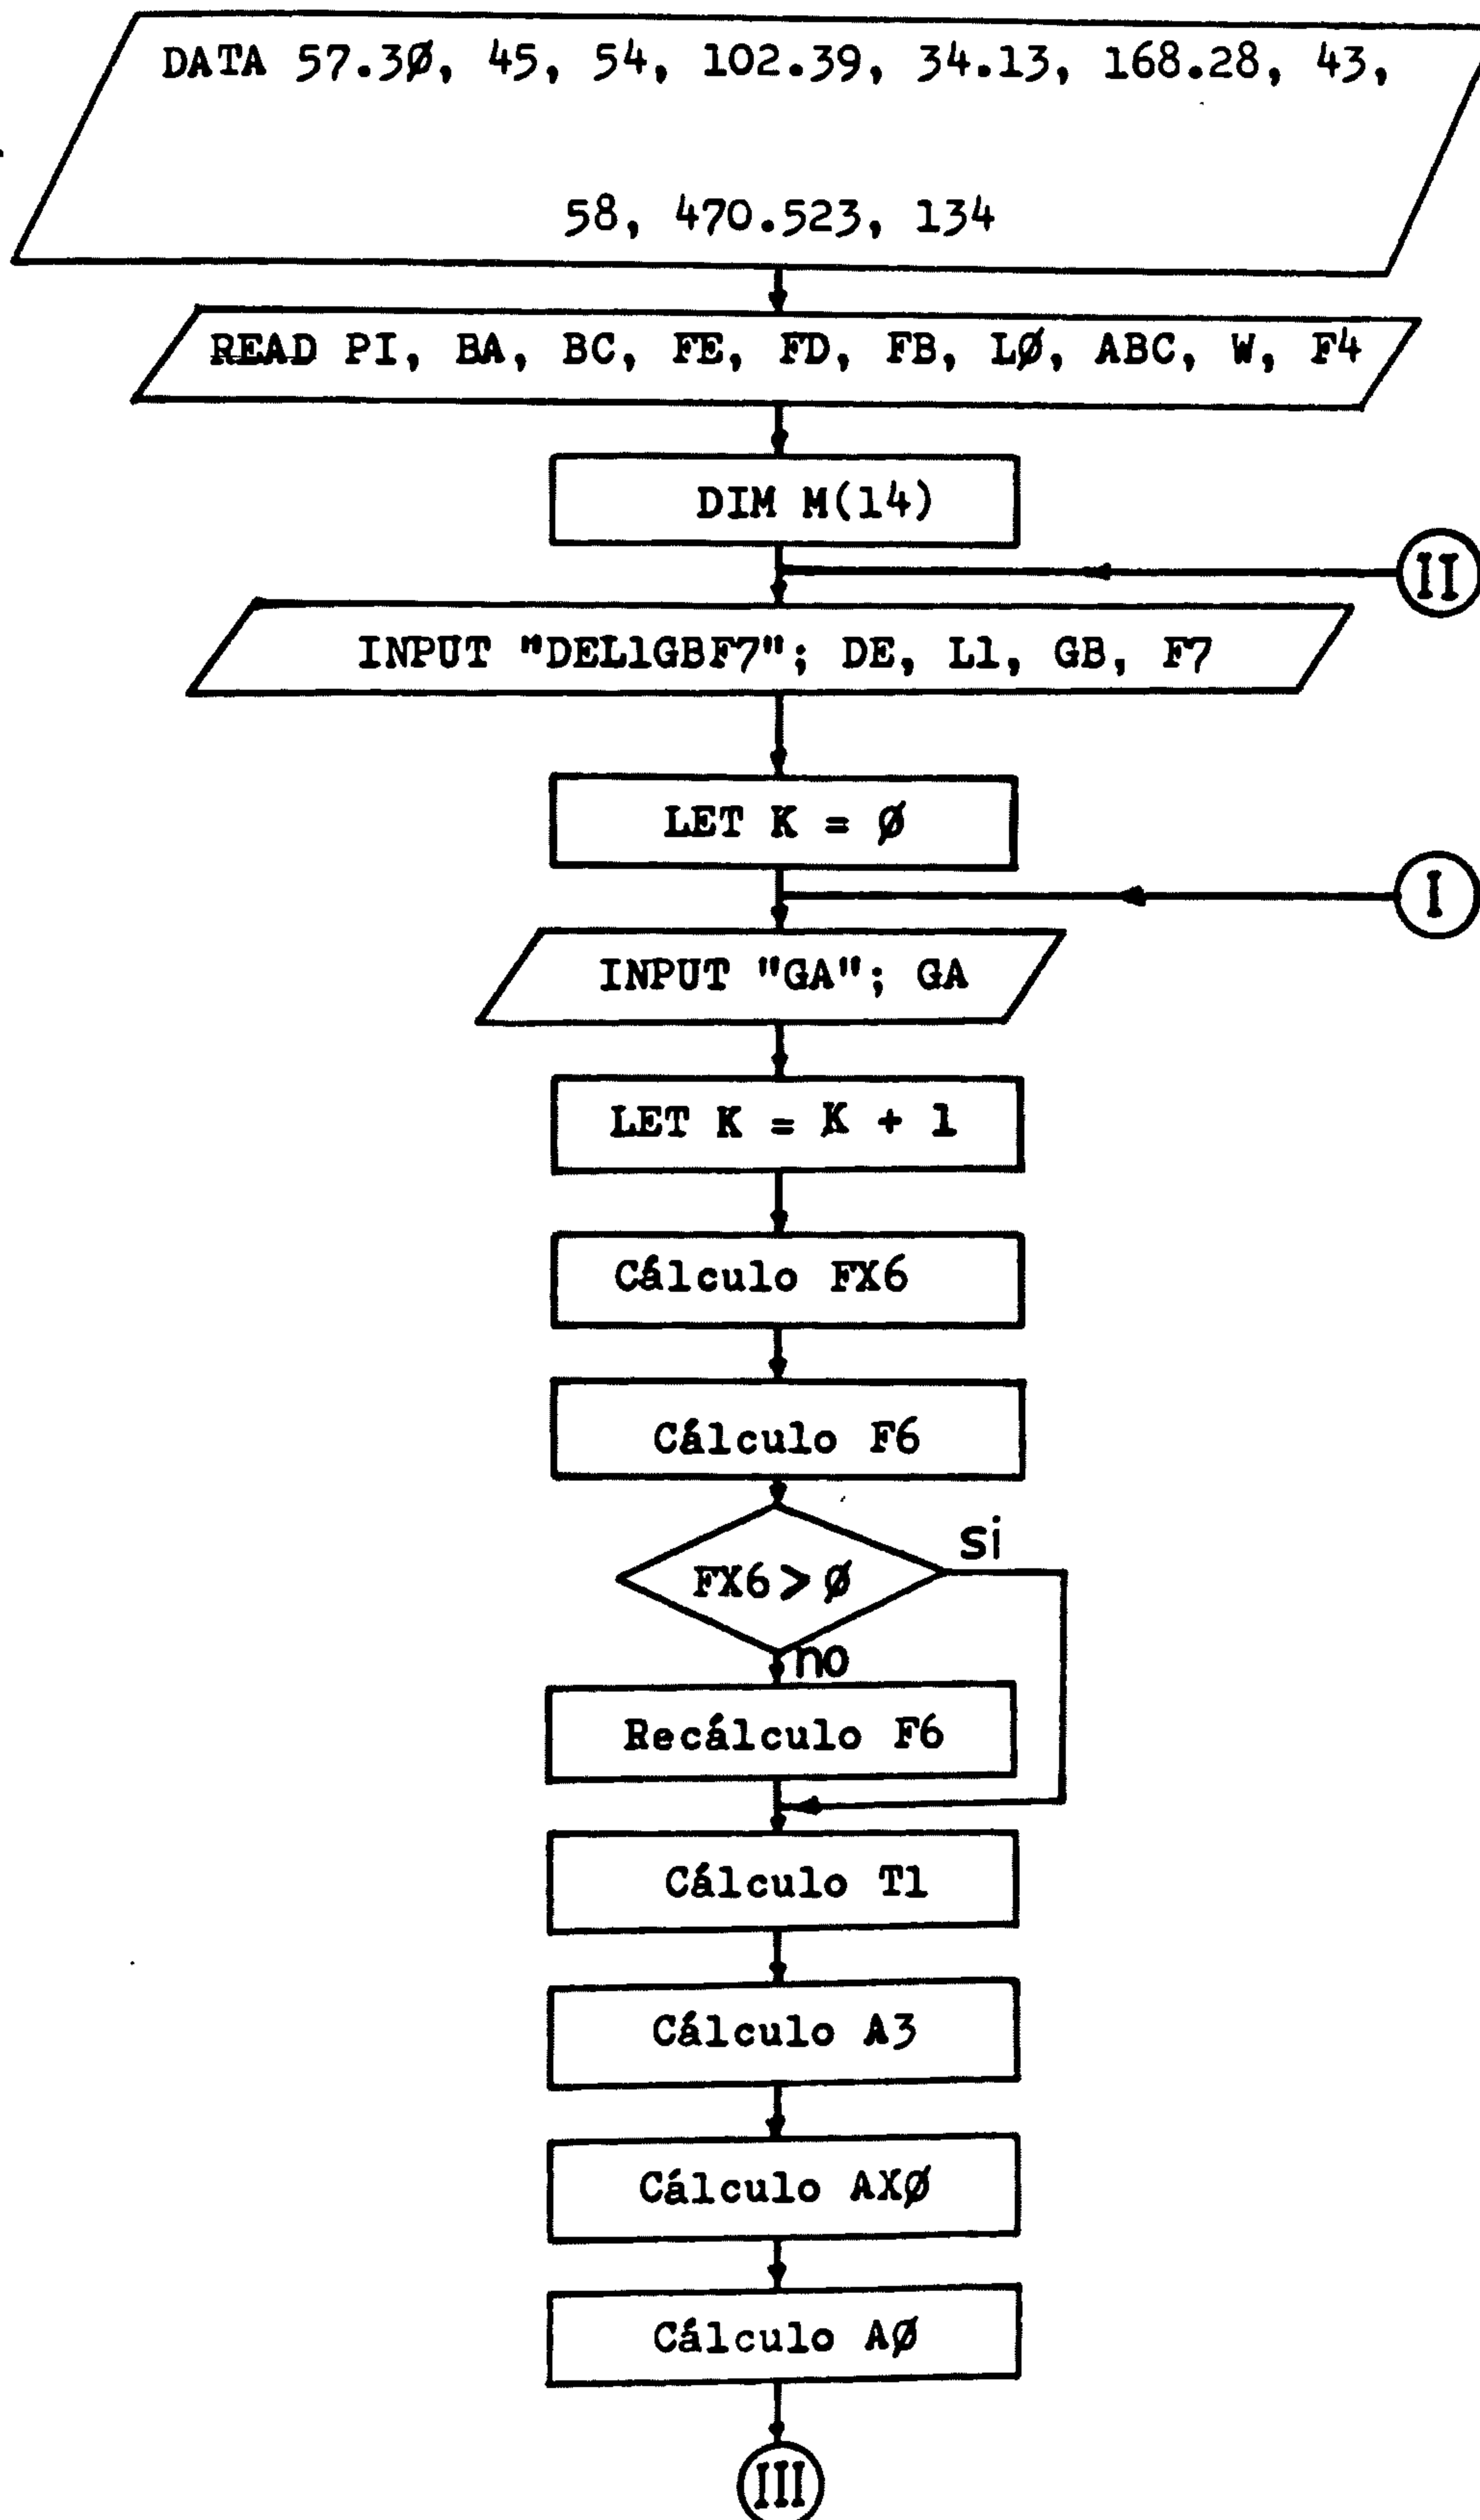 DATA 57.3Ø, 45, 54, 102.39, 34.13, 168.28, 43,
58, 470.523, 134
READ PI, BA, BC, FE, FD, FB, LØ, ABC, W, F4
DIM M(14)
II
INPUT "DEL1GBF7"; DE, L1, GB, F7
LET K = Ø
I
INPUT "GA"; GA
LET K = K + 1
Cálculo FX6
Cálculo F6
FX6 > Ø
si
no
Recálculo F6
Cálculo T1
Cálculo A3
Cálculo AXØ
Cálculo AØ
III